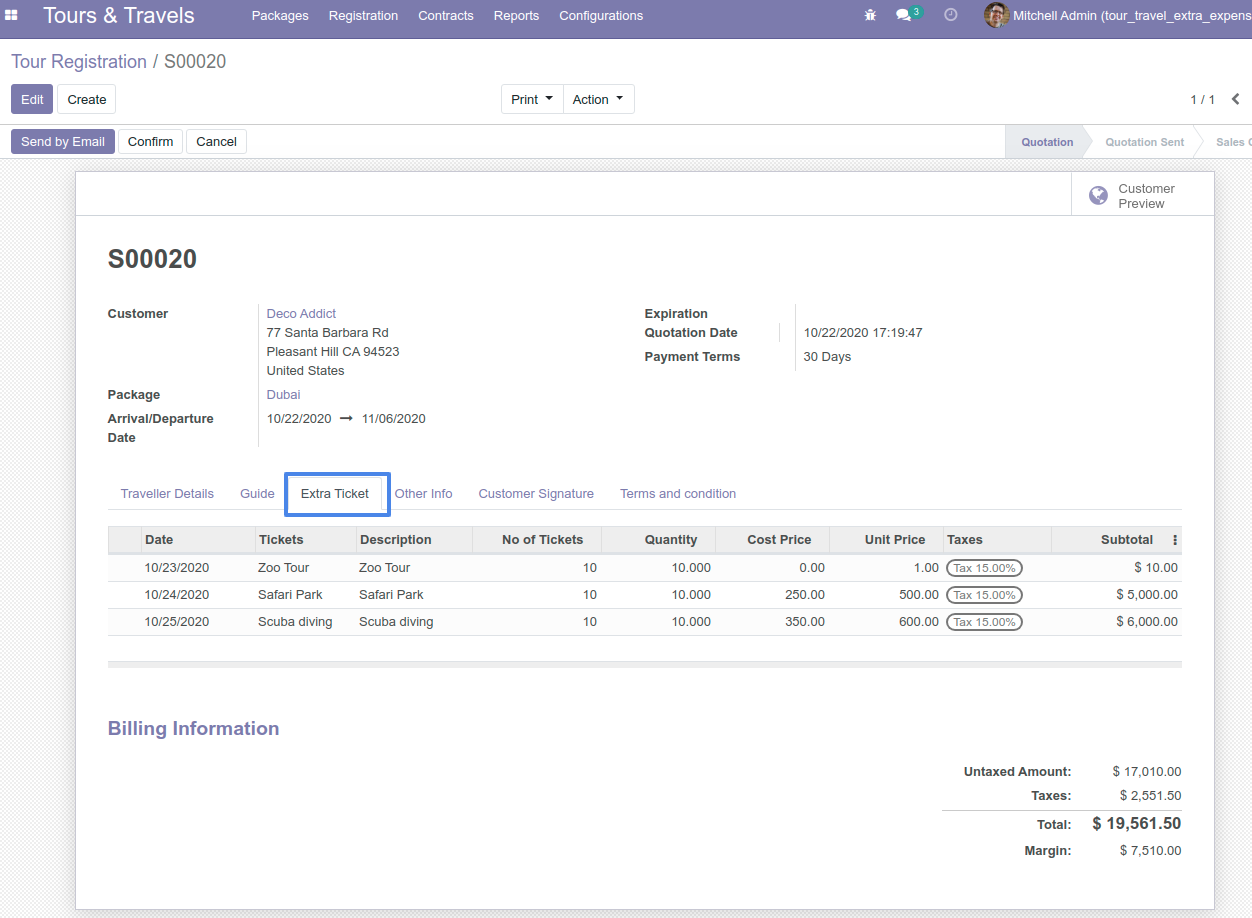 Tours & Travels Packages Registration Contracts Reports Configurations 3 Mitchell Admin (tour_travel_extra_expens
Tour Registration / S00020
Edit Create Print Action 1 / 1
Send by Email Confirm Cancel Quotation Quotation Sent Sales
Customer
Preview
S00020
Customer Deco Addict Expiration
77 Santa Barbara Rd Quotation Date 10/22/2020 17:19:47
Pleasant Hill CA 94523 Payment Terms 30 Days
United States
Package Dubai
Arrival/Departure 10/22/2020 → 11/06/2020
Date
Traveller Details Guide Extra Ticket Other Info Customer Signature Terms and condition
Date Tickets Description No of Tickets Quantity Cost Price Unit Price Taxes Subtotal
10/23/2020 Zoo Tour Zoo Tour 10 10.000 0.00 1.00 Tax 15.00% $ 10.00
10/24/2020 Safari Park Safari Park 10 10.000 250.00 500.00 Tax 15.00% $ 5,000.00
10/25/2020 Scuba diving Scuba diving 10 10.000 350.00 600.00 Tax 15.00% $ 6,000.00
Billing Information
Untaxed Amount: $ 17,010.00
Taxes: $ 2,551.50
Total: $ 19,561.50
Margin: $ 7,510.00